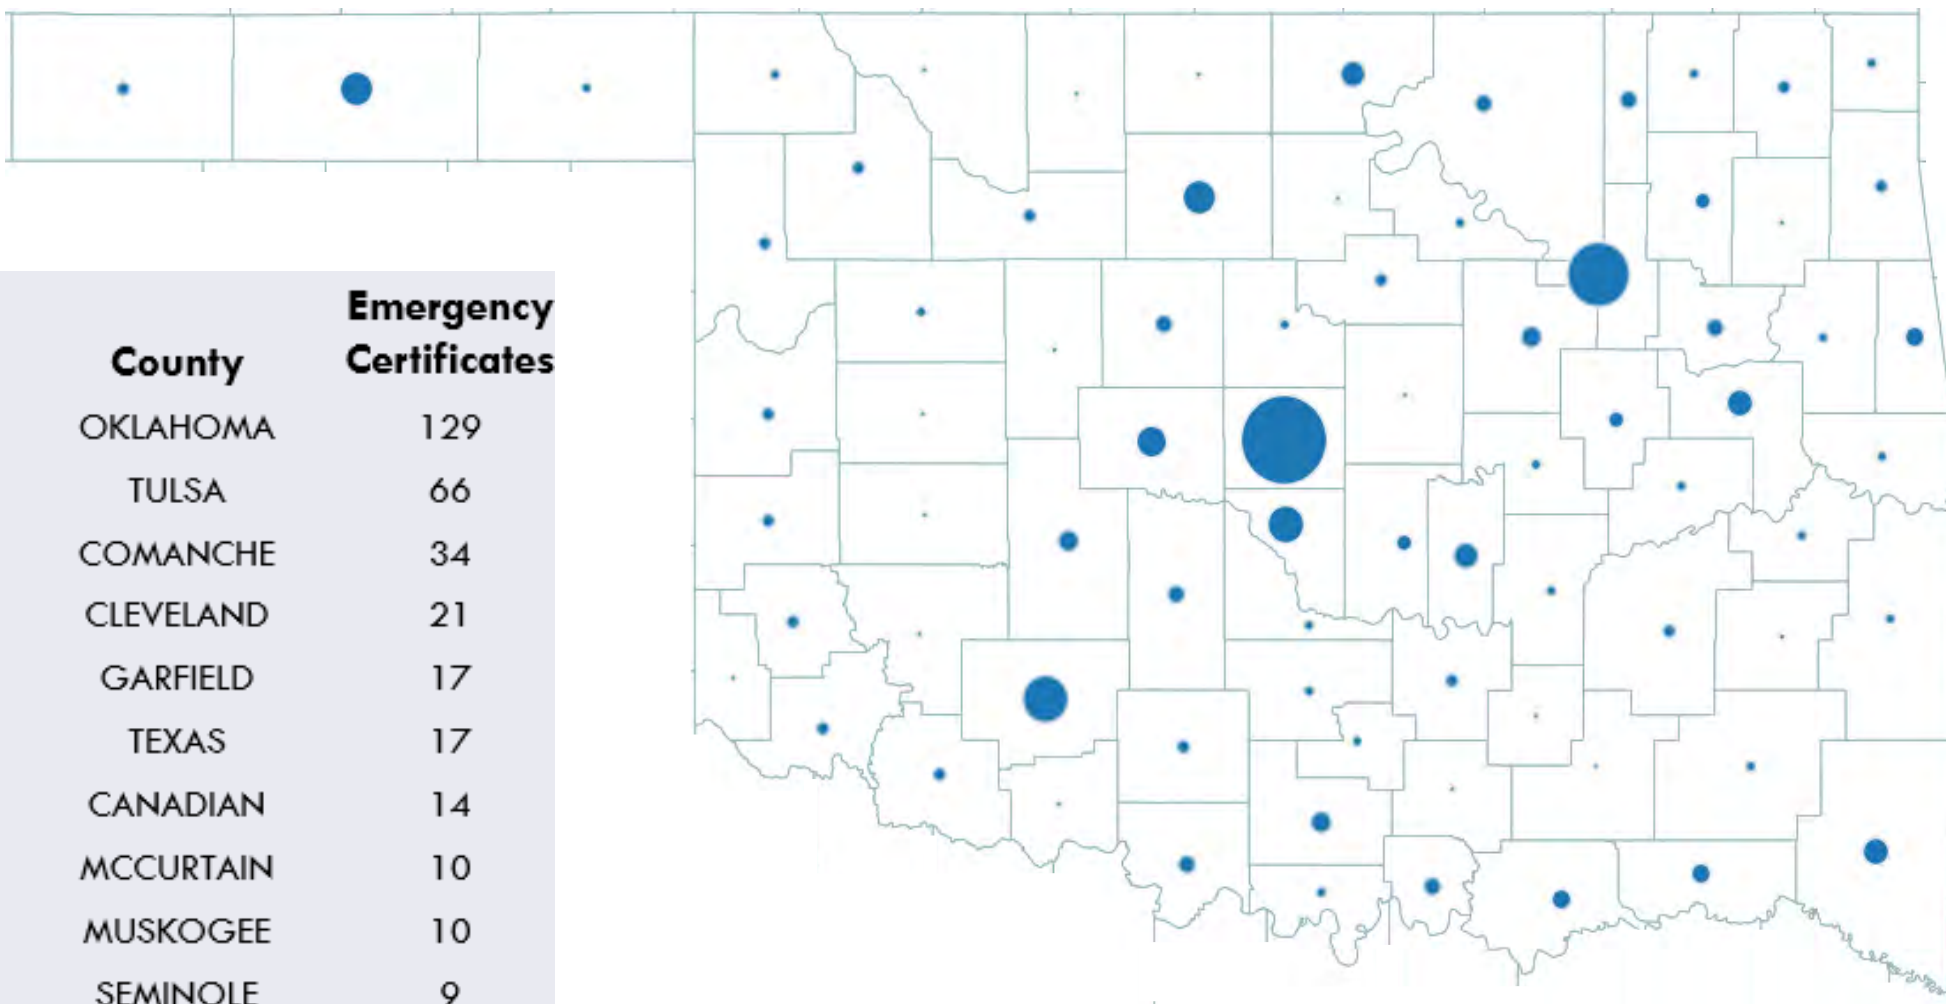 County Emergency Certificates
OKLAHOMA 129
TULSA 66
COMANCHE 34
CLEVELAND 21
GARFIELD 17
TEXAS 17
CANADIAN 14
MCCURTAIN 10
MUSKOGEE 10
SEMINOLE 9